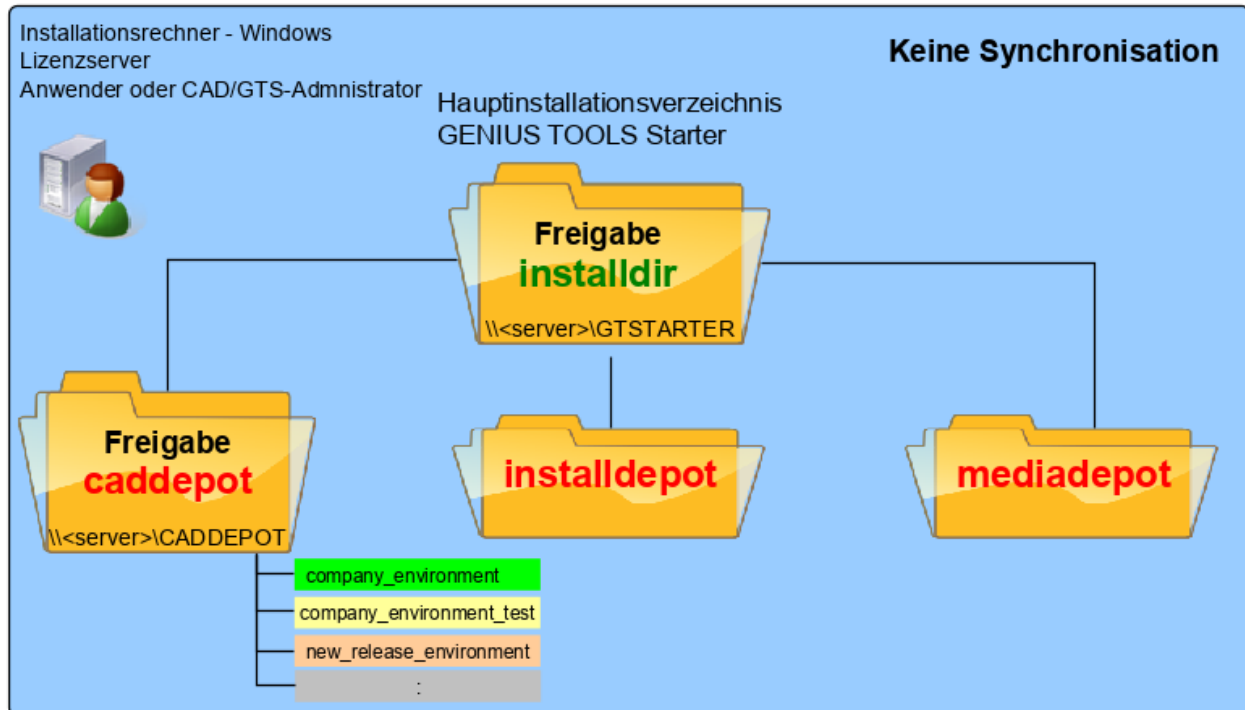 Installationsrechner - Windows
Lizenzserver
Anwender oder CAD/GTS-Admnistrator
Keine Synchronisation
Hauptinstallationsverzeichnis
GENIUS TOOLS Starter
Freigabe
installdir
\\<server>\GTSTARTER
Freigabe
caddepot
\\<server>\CADDEPOT
installdepot
mediadepot
company_environment
company_environment_test
new_release_environment
: